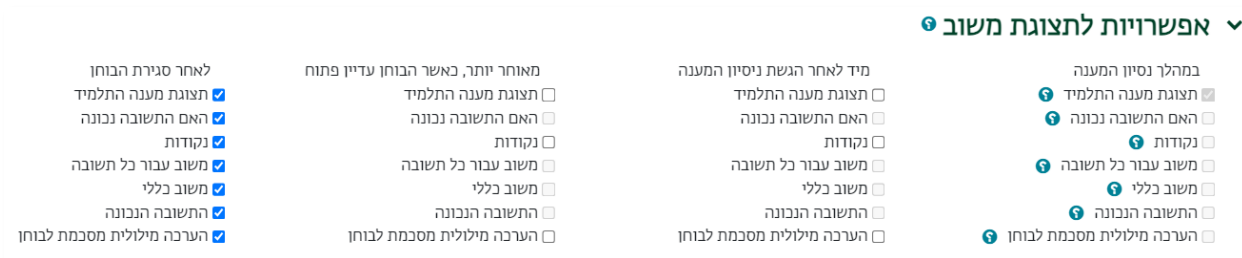 אפשרויות לתצוגת משוב
במהלך נסיון המענה
תצוגת מענה התלמיד
האם התשובה נכונה
נקודות
משוב עבור כל תשובה
משוב כללי
התשובה הנכונה
הערכה מילולית מסכמת לבוחן
מיד לאחר הגשת ניסיון המענה
תצוגת מענה התלמיד
האם התשובה נכונה
נקודות
משוב עבור כל תשובה
משוב כללי
התשובה הנכונה
הערכה מילולית מסכמת לבוחן
מאוחר יותר, כאשר הבוחן עדיין פתוח
תצוגת מענה התלמיד
האם התשובה נכונה
נקודות
משוב עבור כל תשובה
משוב כללי
התשובה הנכונה
הערכה מילולית מסכמת לבוחן
לאחר סגירת הבוחן
תצוגת מענה התלמיד
האם התשובה נכונה
נקודות
משוב עבור כל תשובה
משוב כללי
התשובה הנכונה
הערכה מילולית מסכמת לבוחן